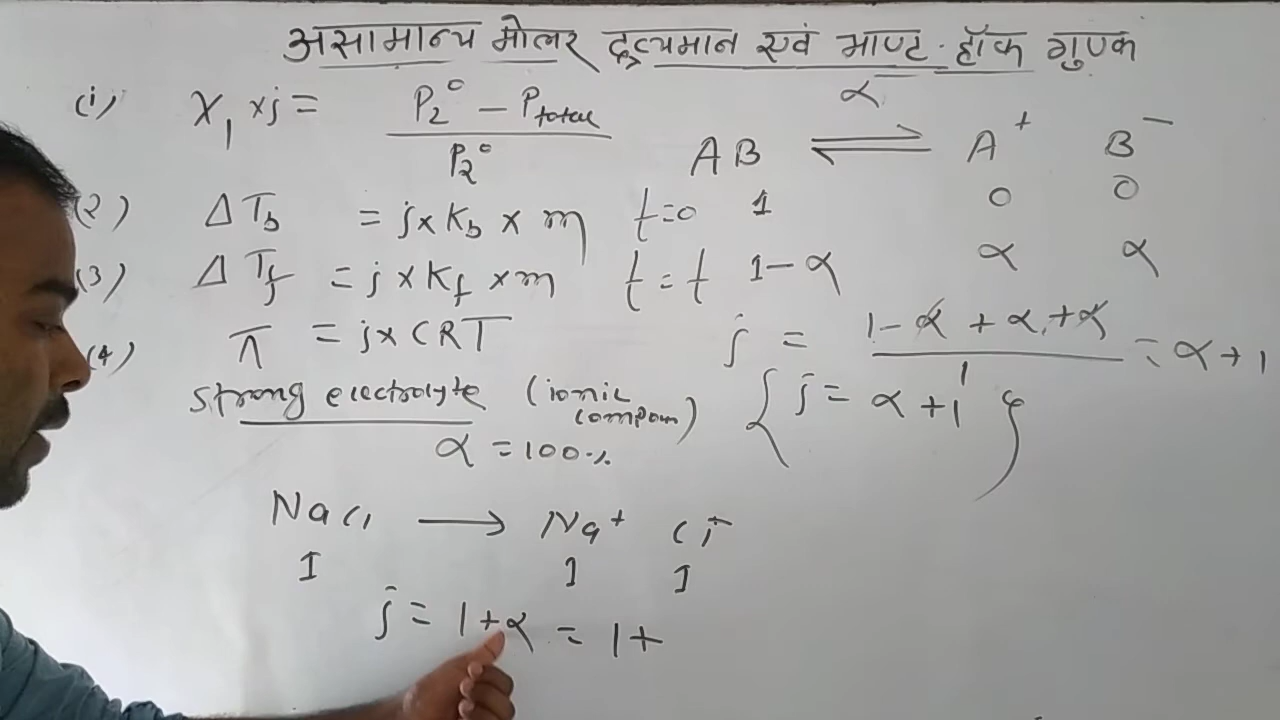 असामान्य मोलर द्रव्यमान एवं भाण्ट हॉफ गुणक
(i) X₁ × j = P₂° − Ptotal / P₂°
(2) ΔTb = j × Kb × m
(3) ΔTf = j × Kf × m
(4) π = j × CRT
α
AB ⇌ A⁺ B⁻
t=0 1 0 0
t=t 1−α α α
j = 1−α+α+α / 1 = α+1
{ j = α+1 }
strong electrolyte (ionic compoun)
α = 100%
NaCl ⟶ Na⁺ Cl⁻
1 1 1
j = 1+α = 1+